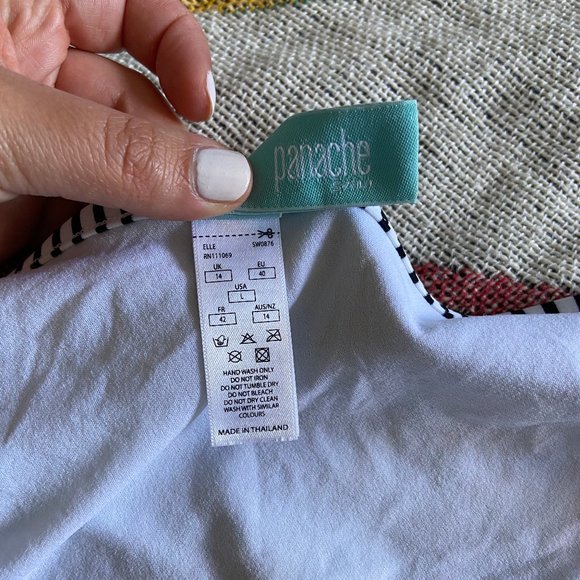 panache
ELLE SW0876
RN111069
UK EU
14 40
USA
L
FR AUS/NZ
42 14
HAND WASH ONLY
DO NOT IRON
DO NOT TUMBLE DRY
DO NOT BLEACH
DO NOT DRY CLEAN
WASH WITH SIMILAR
COLOURS
MADE IN THAILAND